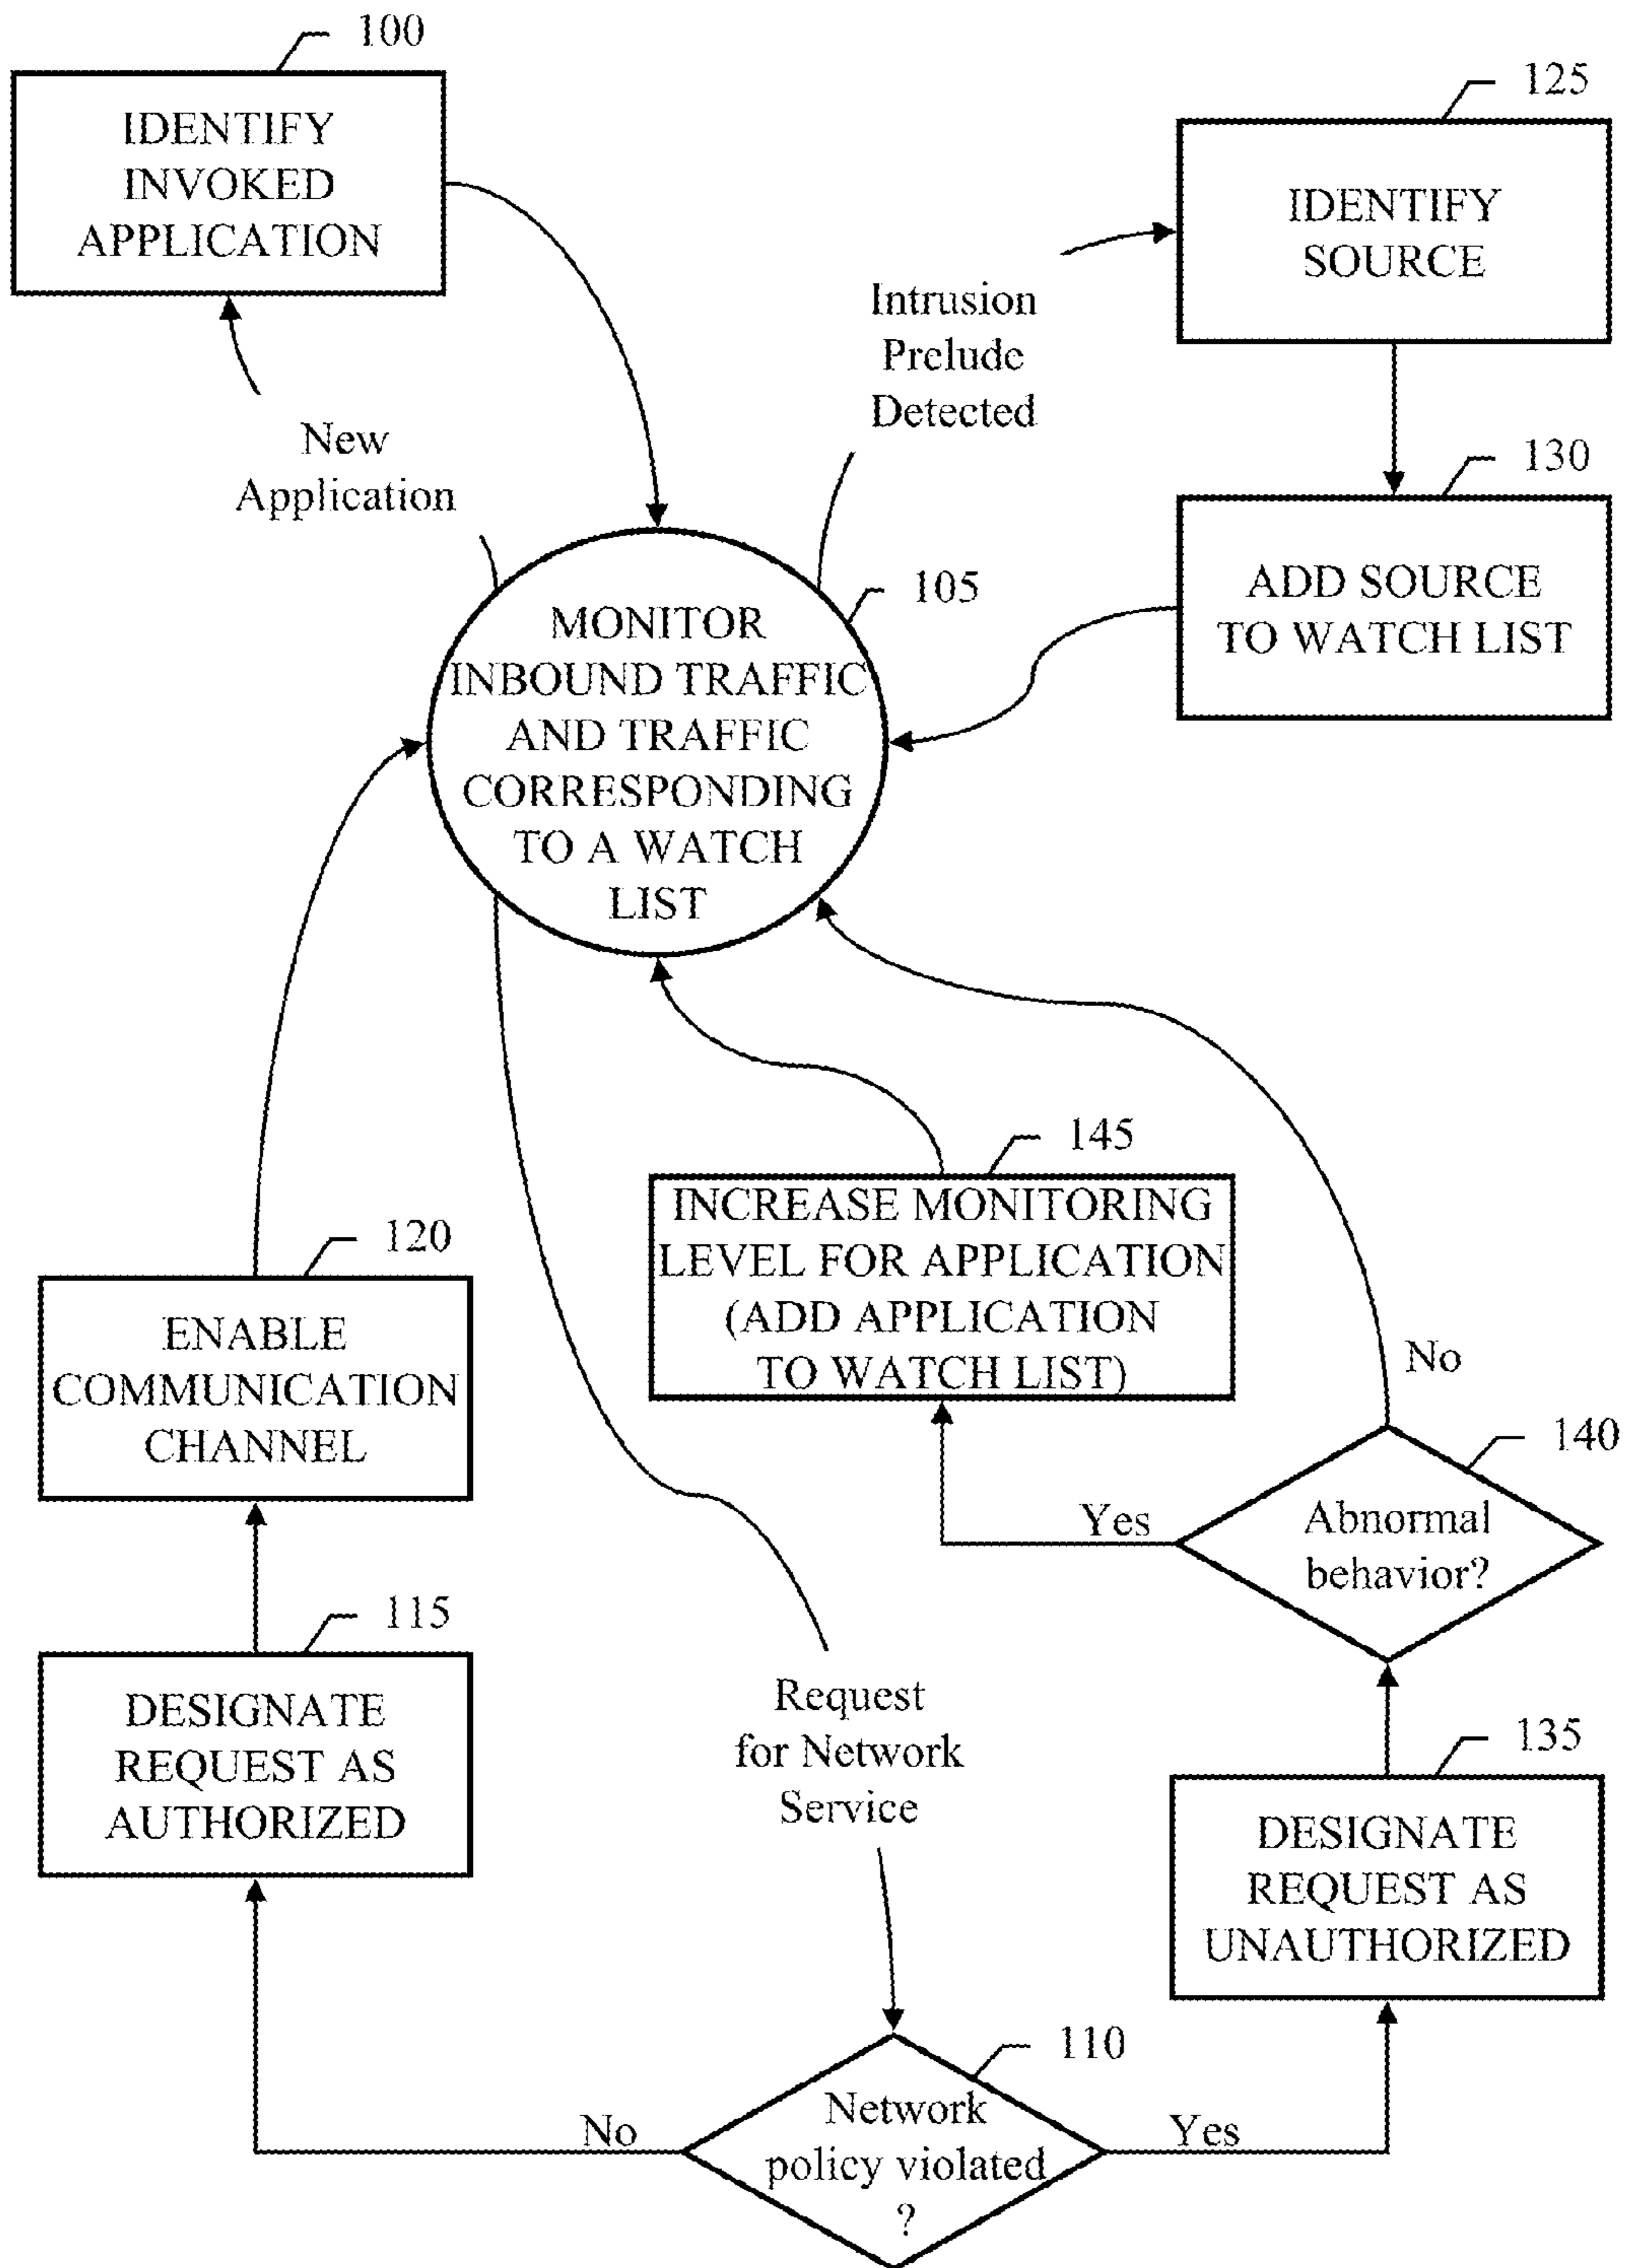 100
IDENTIFY
INVOKED
APPLICATION
125
IDENTIFY
SOURCE
Intrusion
Prelude
Detected
New
Application
130
ADD SOURCE
TO WATCH LIST
105
MONITOR
INBOUND TRAFFIC
AND TRAFFIC
CORRESPONDING
TO A WATCH
LIST
145
INCREASE MONITORING
LEVEL FOR APPLICATION
(ADD APPLICATION
TO WATCH LIST)
120
ENABLE
COMMUNICATION
CHANNEL
No
140
Abnormal
behavior?
Yes
115
DESIGNATE
REQUEST AS
AUTHORIZED
Request
for Network
Service
135
DESIGNATE
REQUEST AS
UNAUTHORIZED
110
Network
policy violated
?
No
Yes